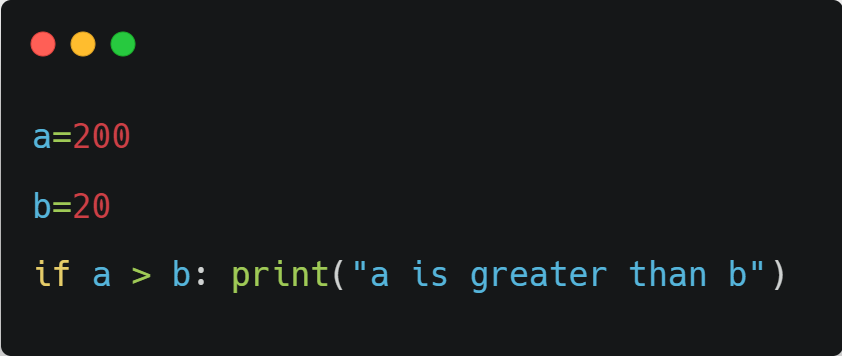 a=200
b=20
if a > b: print("a is greater than b")